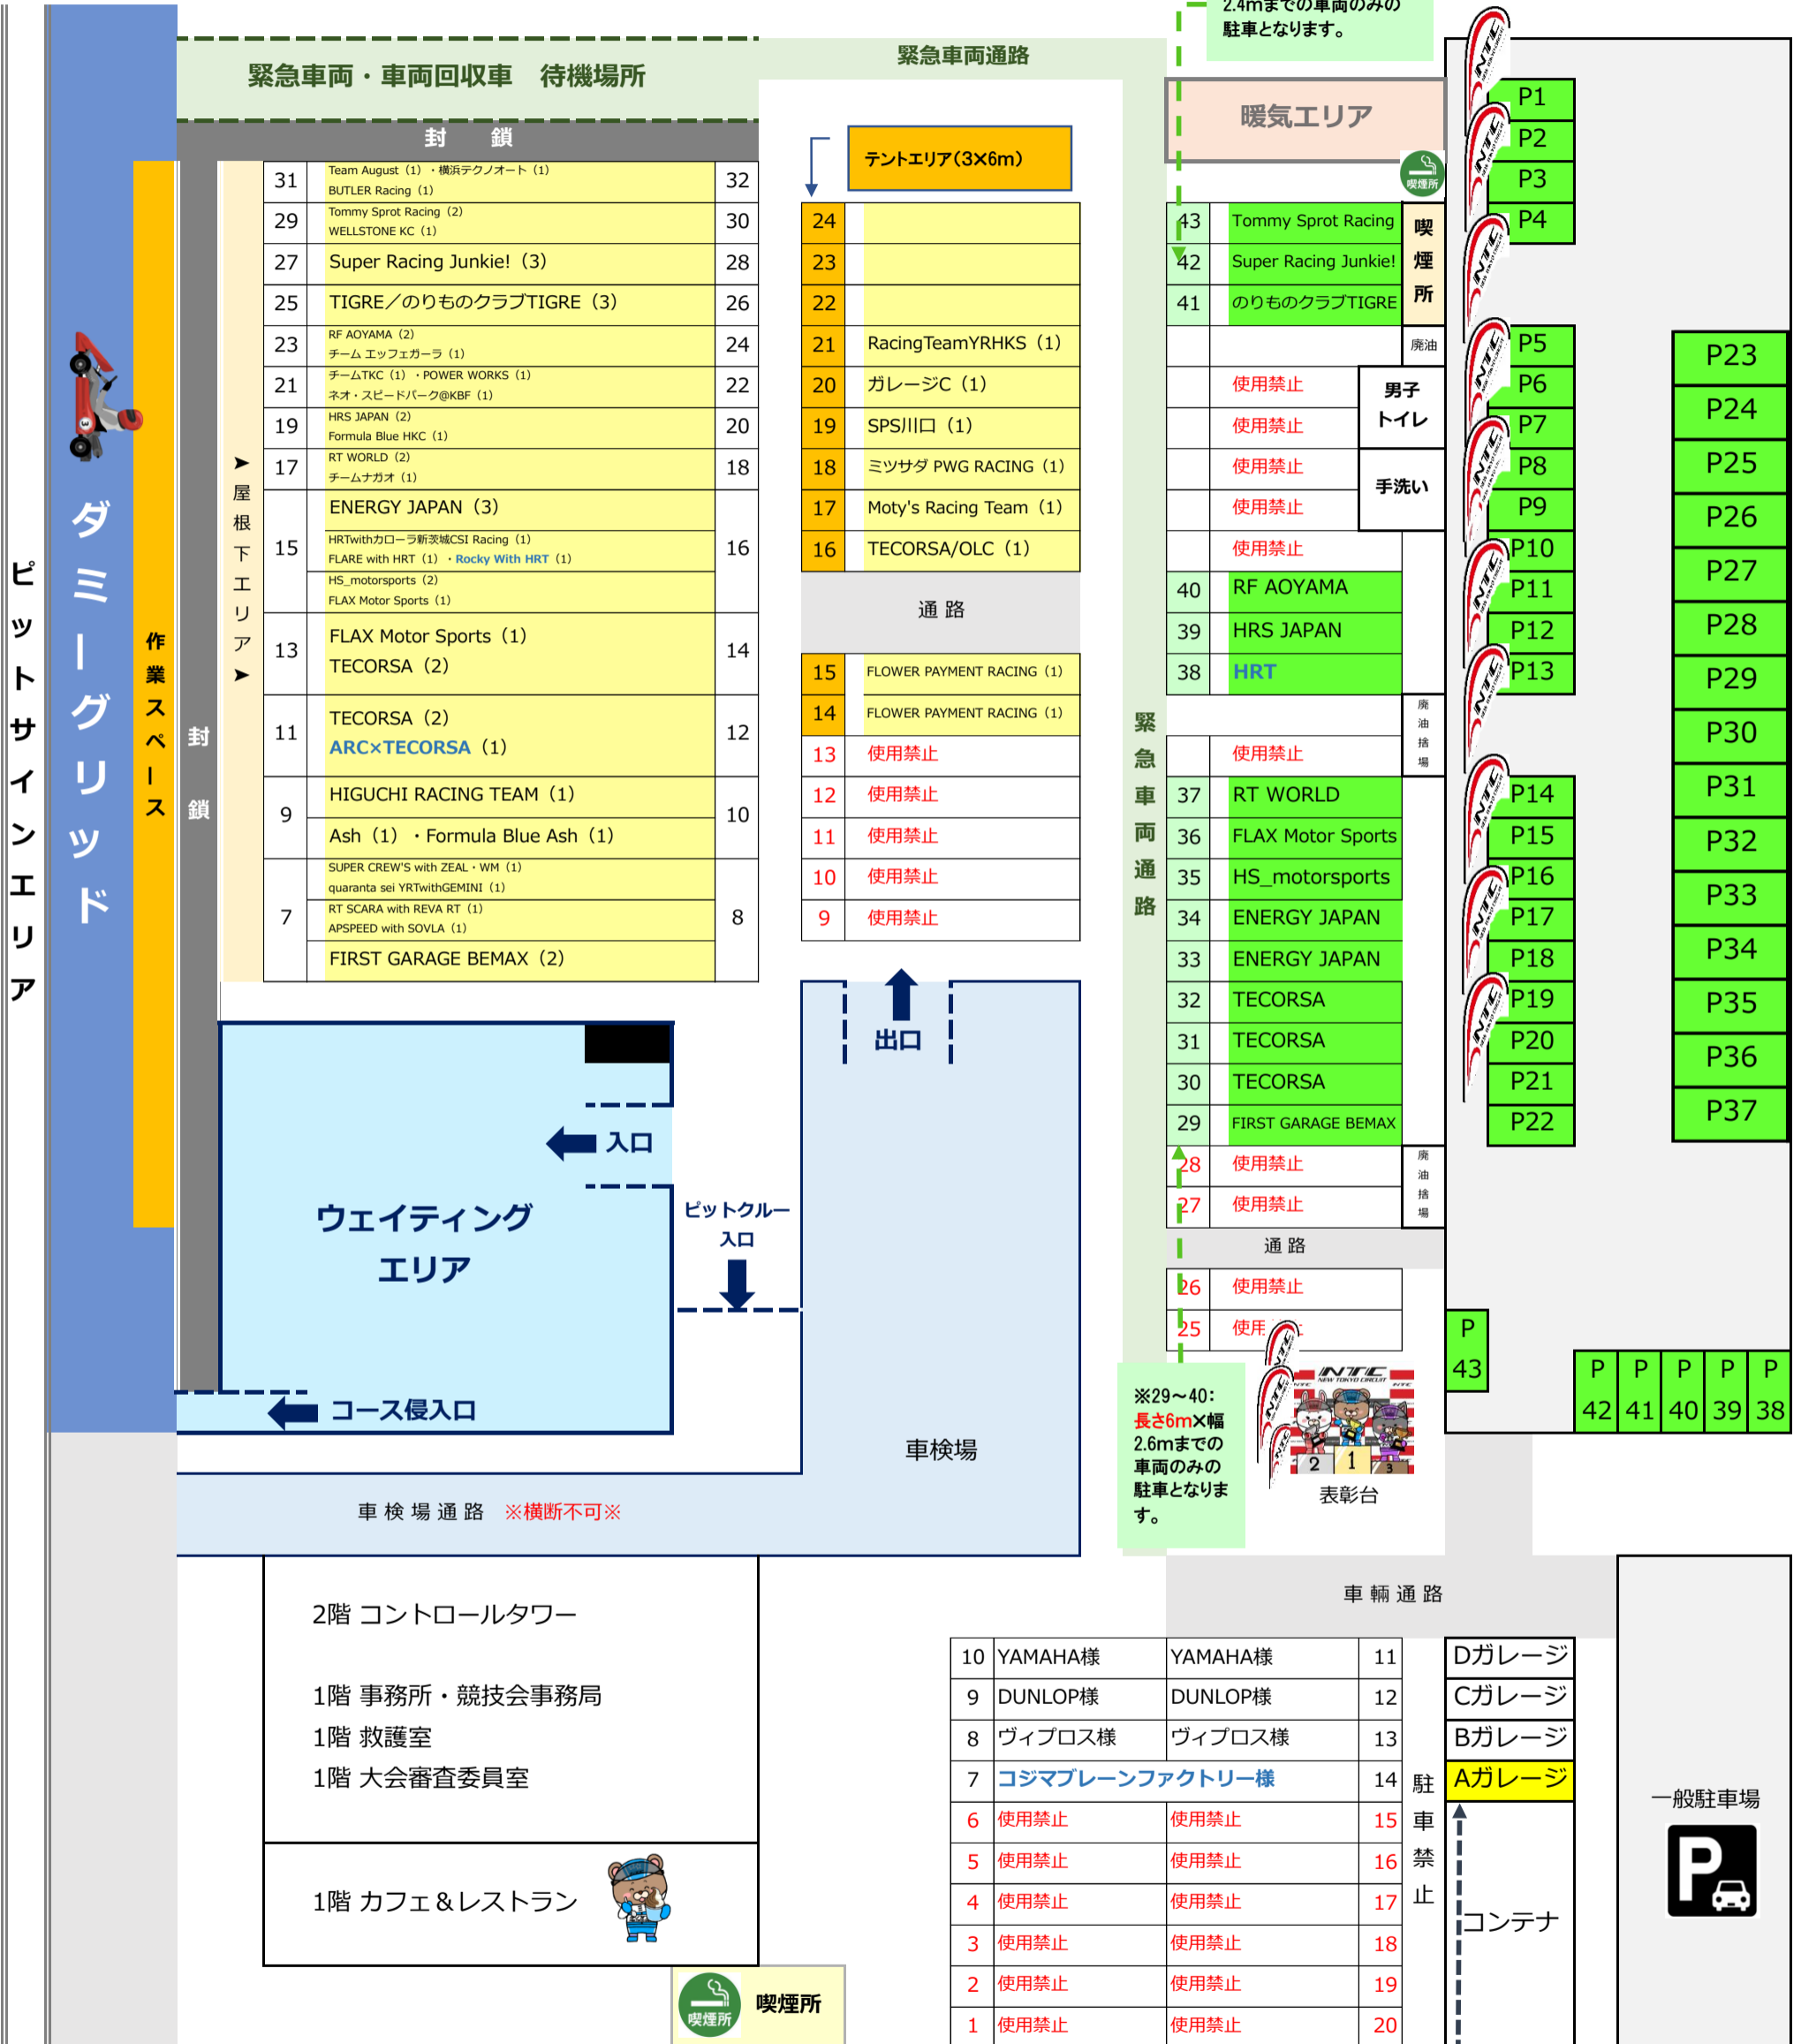 2.4mまでの車両のみの
駐車となります。
緊急車両・車両回収車　待機場所
緊急車両通路
封　鎖
暖気エリア
喫煙所
テントエリア(3×6m)
ピットサインエリア
ダミーグリッド
作業スペース
封鎖
➤屋根下エリア➤
31
Team August（1）・横浜テクノオート（1）
BUTLER Racing（1）
32
29
Tommy Sprot Racing（2）
WELLSTONE KC（1）
30
27
Super Racing Junkie!（3）
28
25
TIGRE／のりものクラブTIGRE（3）
26
23
RF AOYAMA（2）
チーム エッフェガーラ（1）
24
21
チームTKC（1）・POWER WORKS（1）
ネオ・スピードパーク@KBF（1）
22
19
HRS JAPAN（2）
Formula Blue HKC（1）
20
17
RT WORLD（2）
チームナガオ（1）
18
15
ENERGY JAPAN（3）
HRTwithカローラ新茨城CSI Racing（1）
FLARE with HRT（1）・Rocky With HRT（1）
HS_motorsports（2）
FLAX Motor Sports（1）
16
13
FLAX Motor Sports（1）
TECORSA（2）
14
11
TECORSA（2）
ARC×TECORSA（1）
12
9
HIGUCHI RACING TEAM（1）
Ash（1）・Formula Blue Ash（1）
10
7
SUPER CREW'S with ZEAL・WM（1）
quaranta sei YRTwithGEMINI（1）
RT SCARA with REVA RT（1）
APSPEED with SOVLA（1）
FIRST GARAGE BEMAX（2）
8
24
23
22
21 RacingTeamYRHKS（1）
20 ガレージC（1）
19 SPS川口（1）
18 ミツサダ PWG RACING（1）
17 Moty's Racing Team（1）
16 TECORSA/OLC（1）
通路
15 FLOWER PAYMENT RACING（1）
14 FLOWER PAYMENT RACING（1）
13 使用禁止
12 使用禁止
11 使用禁止
10 使用禁止
9 使用禁止
緊急車両通路
43 Tommy Sprot Racing
42 Super Racing Junkie!
41 のりものクラブTIGRE
喫煙所
廃油
使用禁止
使用禁止
男子
トイレ
使用禁止
使用禁止
手洗い
使用禁止
40 RF AOYAMA
39 HRS JAPAN
38 HRT
廃油捨場
使用禁止
37 RT WORLD
36 FLAX Motor Sports
35 HS_motorsports
34 ENERGY JAPAN
33 ENERGY JAPAN
32 TECORSA
31 TECORSA
30 TECORSA
29 FIRST GARAGE BEMAX
28 使用禁止
27 使用禁止
廃油捨場
通路
26 使用禁止
25 使用
P1
P2
P3
P4
P5
P6
P7
P8
P9
P10
P11
P12
P13
P14
P15
P16
P17
P18
P19
P20
P21
P22
P23
P24
P25
P26
P27
P28
P29
P30
P31
P32
P33
P34
P35
P36
P37
P43
P42
P41
P40
P39
P38
NTC
NTC
NTC
NTC
NTC
NTC
NTC
NTC
NTC
NTC
出口
入口
ウェイティング
エリア
ピットクルー
入口
コース侵入口
車検場
車検場通路　※横断不可※
※29～40：
長さ6m×幅
2.6mまでの
車両のみの
駐車となりま
す。
NTC
NEW TOKYO CIRCUIT
2 1 3
表彰台
車輌通路
2階 コントロールタワー
1階 事務所・競技会事務局
1階 救護室
1階 大会審査委員室
1階 カフェ＆レストラン
喫煙所
喫煙所
10 YAMAHA様 YAMAHA様 11
9 DUNLOP様 DUNLOP様 12
8 ヴィプロス様 ヴィプロス様 13
7 コジマブレーンファクトリー様 14
6 使用禁止 使用禁止 15
5 使用禁止 使用禁止 16
4 使用禁止 使用禁止 17
3 使用禁止 使用禁止 18
2 使用禁止 使用禁止 19
1 使用禁止 使用禁止 20
駐車禁止
Dガレージ
Cガレージ
Bガレージ
Aガレージ
コンテナ
一般駐車場
P